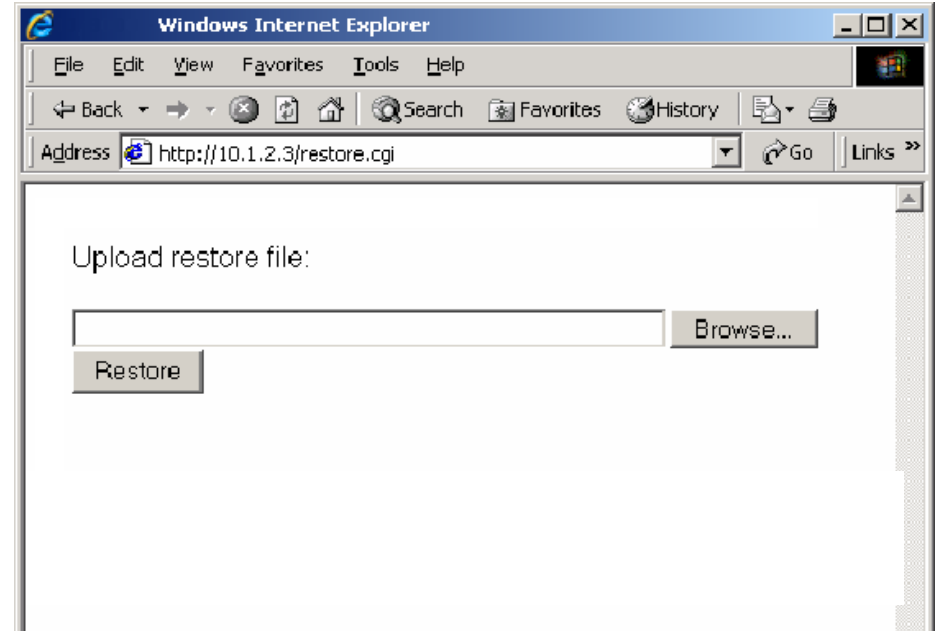 Windows Internet Explorer
File Edit View Favorites Tools Help
Back Search Favorites History
Address http://10.1.2.3/restore.cgi Go Links »
Upload restore file:
Browse...
Restore